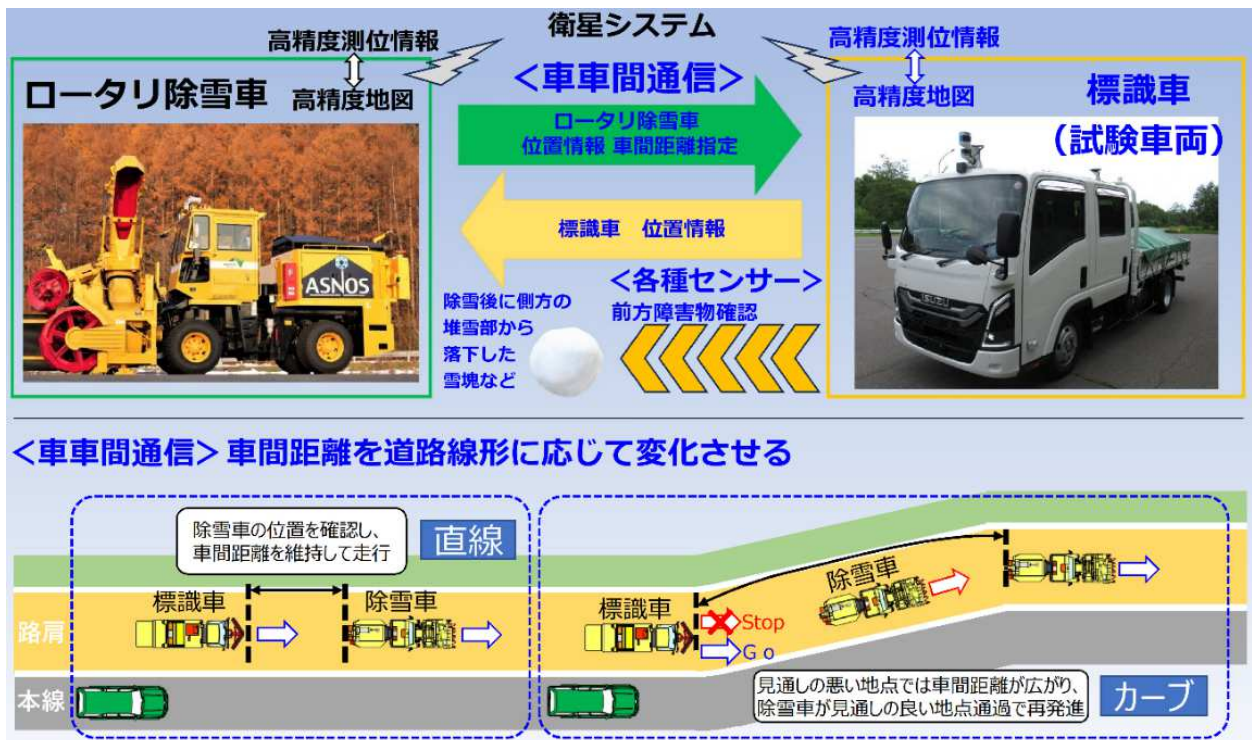 衛星システム
高精度測位情報
高精度測位情報
ロータリ除雪車
高精度地図
<車車間通信>
高精度地図
標識車
(試験車両)
ロータリ除雪車
位置情報 車間距離指定
標識車 位置情報
<各種センサー>
前方障害物確認
除雪後に側方の
堆雪部から
落下した
雪塊など
ASNOS
ISUZU
<車車間通信>車間距離を道路線形に応じて変化させる
除雪車の位置を確認し、
車間距離を維持して走行
直線
標識車
除雪車
標識車
除雪車
路肩
Stop
Go
本線
見通しの悪い地点では車間距離が広がり、
除雪車が見通しの良い地点通過で再発進
カーブ